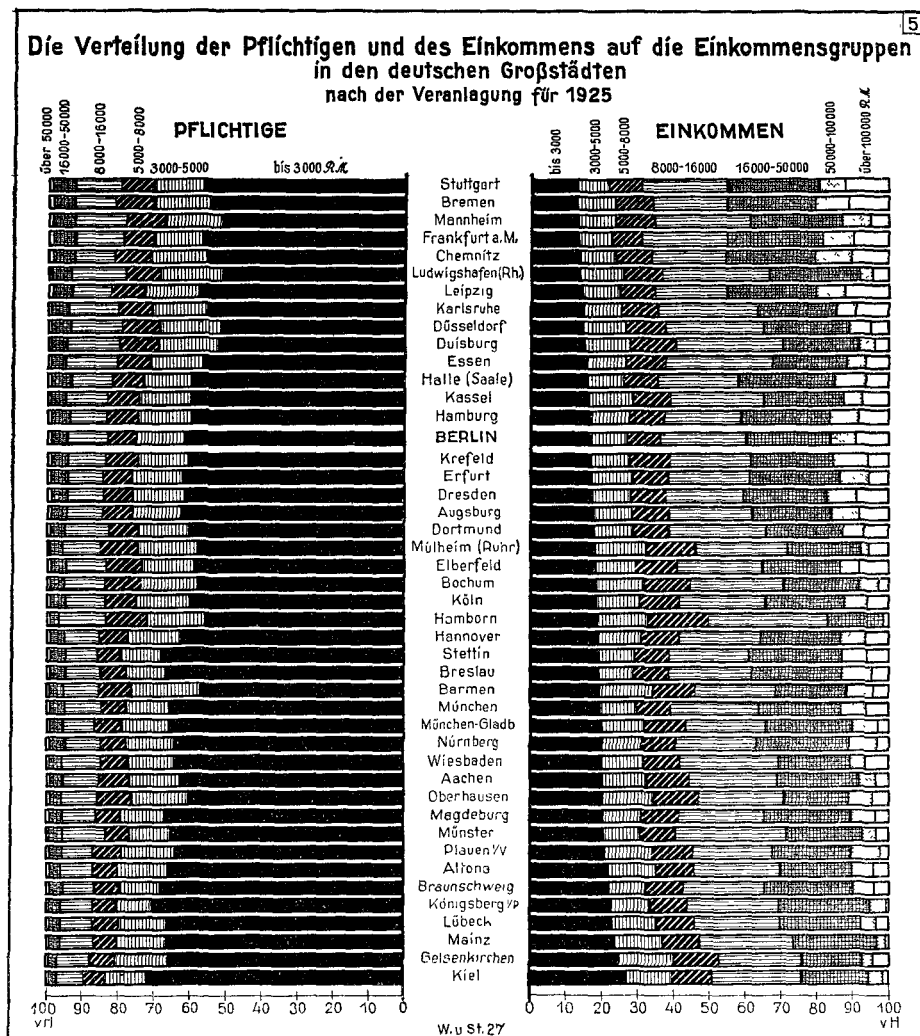 5
Die Verteilung der Pflichtigen und des Einkommens auf die Einkommensgruppen
in den deutschen Großstädten
nach der Veranlagung für 1925
PFLICHTIGE
EINKOMMEN
über 50000
16000-50000
8000-16000
5000-8000
3000-5000
bis 3000 R.M.
bis 3000
3000-5000
5000-8000
8000-16000
16000-50000
50000-100000
über 100000 R.M.
Stuttgart
Bremen
Mannheim
Frankfurt a.M.
Chemnitz
Ludwigshafen(Rh.)
Leipzig
Karlsruhe
Düsseldorf
Duisburg
Essen
Halle (Saale)
Kassel
Hamburg
BERLIN
Krefeld
Erfurt
Dresden
Augsburg
Dortmund
Mülheim (Ruhr)
Elberfeld
Bochum
Köln
Hamborn
Hannover
Stettin
Breslau
Barmen
München
München-Gladb
Nürnberg
Wiesbaden
Aachen
Oberhausen
Magdeburg
Münster
Plauen i/V
Altona
Braunschweig
Königsberg i/P
Lübeck
Mainz
Gelsenkirchen
Kiel
100 90 80 70 60 50 40 30 20 10 0
0 10 20 30 40 50 60 70 80 90 100
vH
vH
W. u St. 27